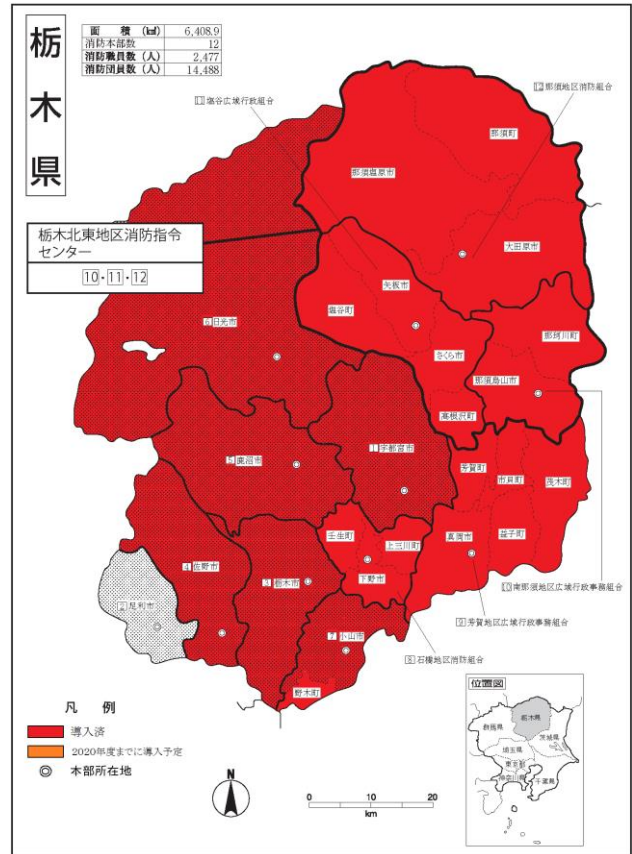 栃木県
面 積 (k㎡) 6,408.9
消防本部数 12
消防職員数 (人) 2,477
消防団員数 (人) 14,488
11 塩谷広域行政組合
12 那須地区消防組合
那須町
那須塩原市
大田原市
栃木北東地区消防指令
センター
10・11・12
矢板市
塩谷町
那珂川町
6 日光市
さくら市
那須烏山市
高根沢町
1 宇都宮市
5 鹿沼市
芳賀町
市貝町
茂木町
壬生町
上三川町
真岡市
益子町
4 佐野市
3 栃木市
下野市
10 南那須地区広域行政事務組合
2 足利市
7 小山市
9 芳賀地区広域行政事務組合
8 石橋地区消防組合
野木町
凡 例
導入済
2020年度までに導入予定
本部所在地
N
0 10 20
km
位置図
栃木県
群馬県
茨城県
埼玉県
東京都
神奈川県
千葉県